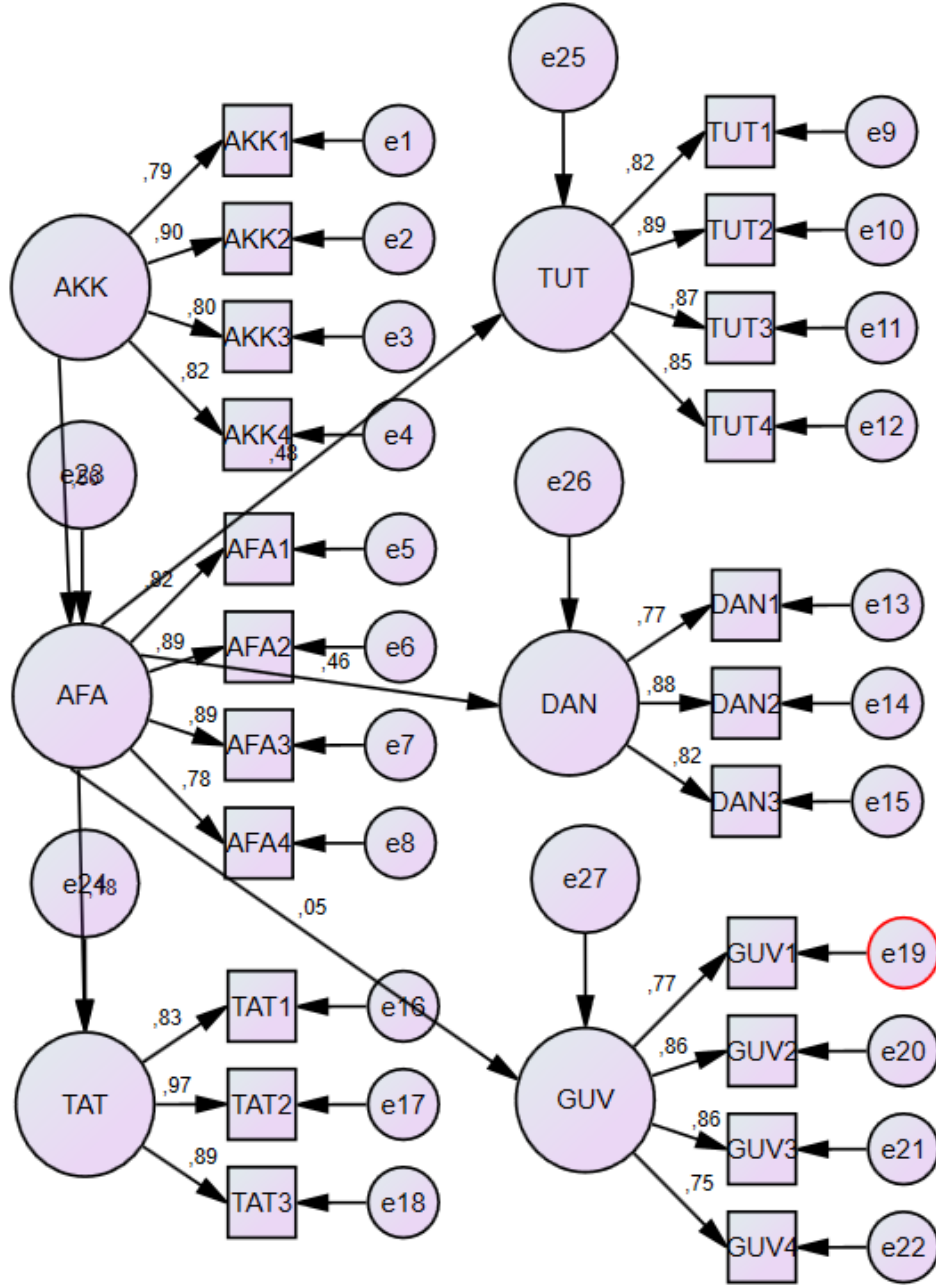 e25
AKK1
e1
TUT1
e9
,79
,82
AKK2
e2
TUT2
e10
,90
,89
AKK
TUT
,80
,87
AKK3
e3
TUT3
e11
,82
,85
AKK4
e4
TUT4
e12
,48
e23
e26
AFA1
e5
,82
DAN1
e13
,77
AFA2
e6
,89
,46
AFA
DAN
,88
DAN2
e14
,89
AFA3
e7
,82
,78
DAN3
e15
AFA4
e8
e24
e27
,05
GUV1
e19
,77
TAT1
e16
,83
GUV2
e20
,86
TAT
,97
TAT2
e17
GUV
,86
GUV3
e21
,89
,75
TAT3
e18
GUV4
e22